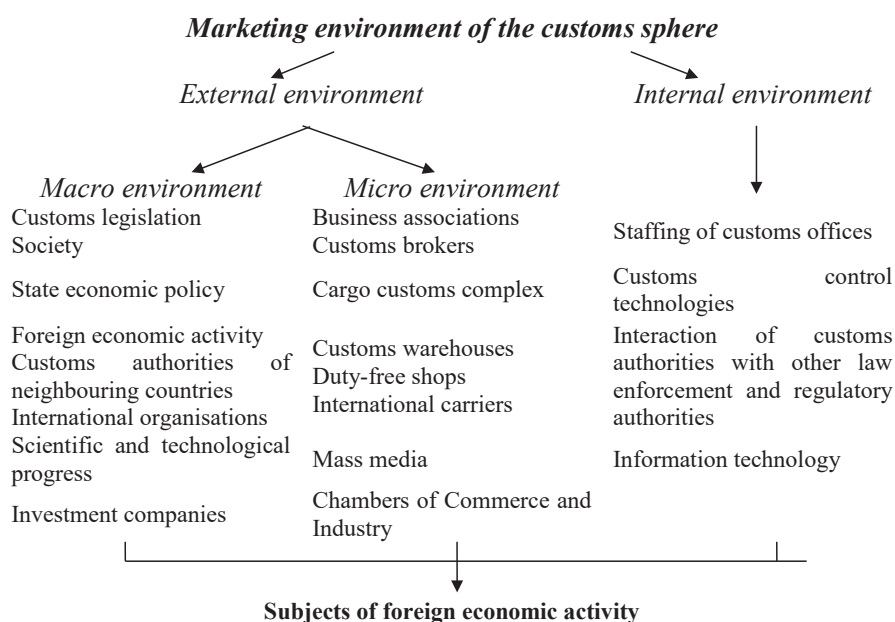 Marketing environment of the customs sphere
External environment
Internal environment
Macro environment
Customs legislation
Society
State economic policy
Foreign economic activity
Customs authorities of
neighbouring countries
International organisations
Scientific and technological
progress
Investment companies
Micro environment
Business associations
Customs brokers
Cargo customs complex
Customs warehouses
Duty-free shops
International carriers
Mass media
Chambers of Commerce and
Industry
Staffing of customs offices
Customs control
technologies
Interaction of customs
authorities with other law
enforcement and regulatory
authorities
Information technology
Subjects of foreign economic activity